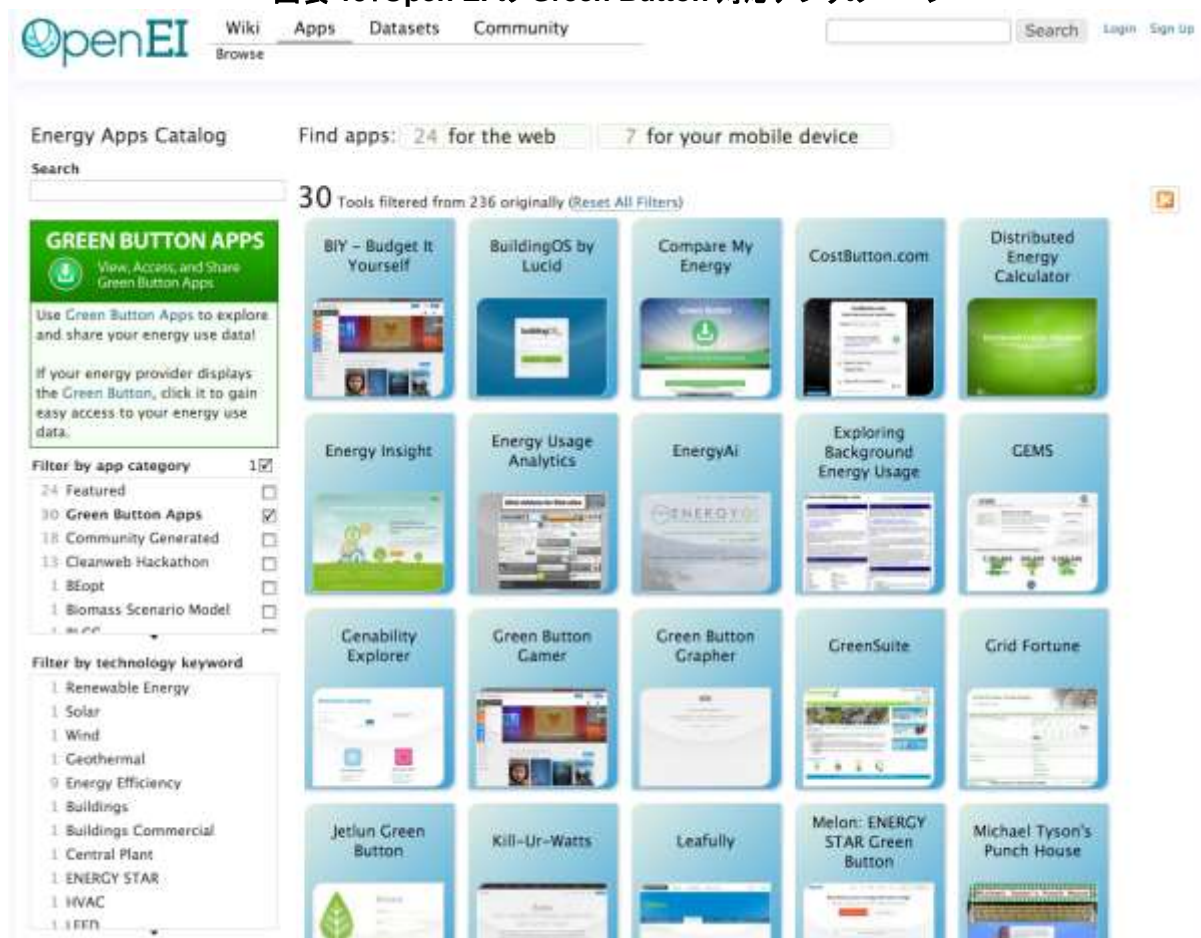 OpenEI
Wiki Apps Datasets Community
Browse
Search Login Sign Up
Energy Apps Catalog
Search
Find apps: 24 for the web 7 for your mobile device
30 Tools filtered from 236 originally (Reset All Filters)
GREEN BUTTON APPS
View, Access, and Share
Green Button Apps
Use Green Button Apps to explore
and share your energy use data!
If your energy provider displays
the Green Button, click it to gain
easy access to your energy use
data.
Filter by app category 1
24 Featured
30 Green Button Apps
18 Community Generated
13 Cleanweb Hackathon
1 BEopt
1 Biomass Scenario Model
Filter by technology keyword
1 Renewable Energy
1 Solar
1 Wind
1 Geothermal
9 Energy Efficiency
1 Buildings
1 Buildings Commercial
1 Central Plant
1 ENERGY STAR
1 HVAC
1 LEED
BIY – Budget It
Yourself
BuildingOS by
Lucid
Compare My
Energy
CostButton.com
Distributed
Energy
Calculator
Energy Insight
Energy Usage
Analytics
EnergyAi
Exploring
Background
Energy Usage
GEMS
Genability
Explorer
Green Button
Gamer
Green Button
Grapher
GreenSuite
Grid Fortune
Jetlun Green
Button
Kill-Ur-Watts
Leafully
Melon: ENERGY
STAR Green
Button
Michael Tyson's
Punch House